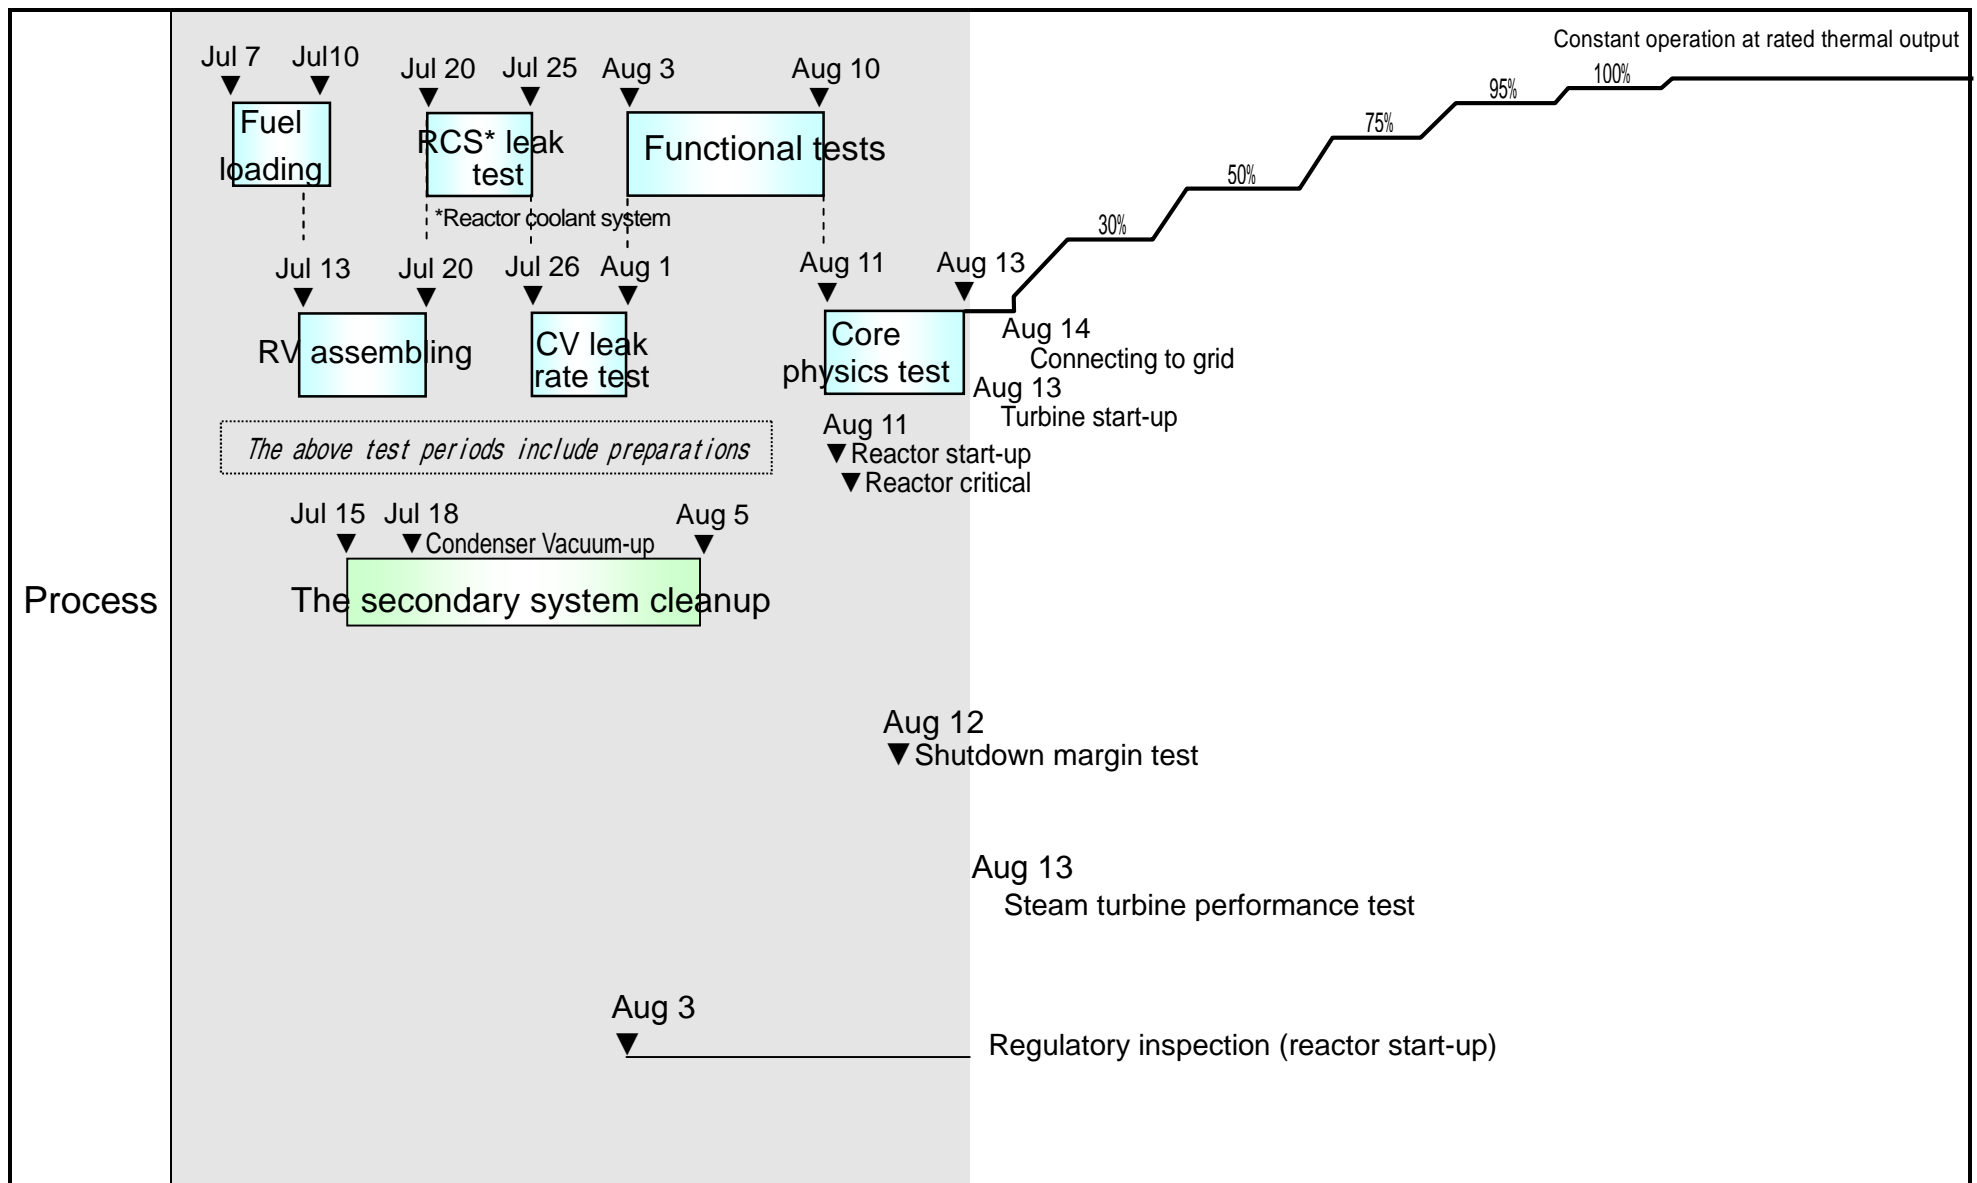 Constant operation at rated thermal output
Jul 7
Jul10
Jul 20
Jul 25
Aug 3
Aug 10
100%
95%
75%
50%
30%
Fuel
loading
RCS* leak
test
Functional tests
*Reactor coolant system
Jul 13
Jul 20
Jul 26
Aug 1
Aug 11
Aug 13
RV assembling
CV leak
rate test
Core
physics test
Aug 14
Connecting to grid
Aug 13
Turbine start-up
The above test periods include preparations
Aug 11
▼Reactor start-up
▼Reactor critical
Jul 15
Jul 18
Aug 5
▼Condenser Vacuum-up
Process
The secondary system cleanup
Aug 12
▼Shutdown margin test
Aug 13
Steam turbine performance test
Aug 3
Regulatory inspection (reactor start-up)